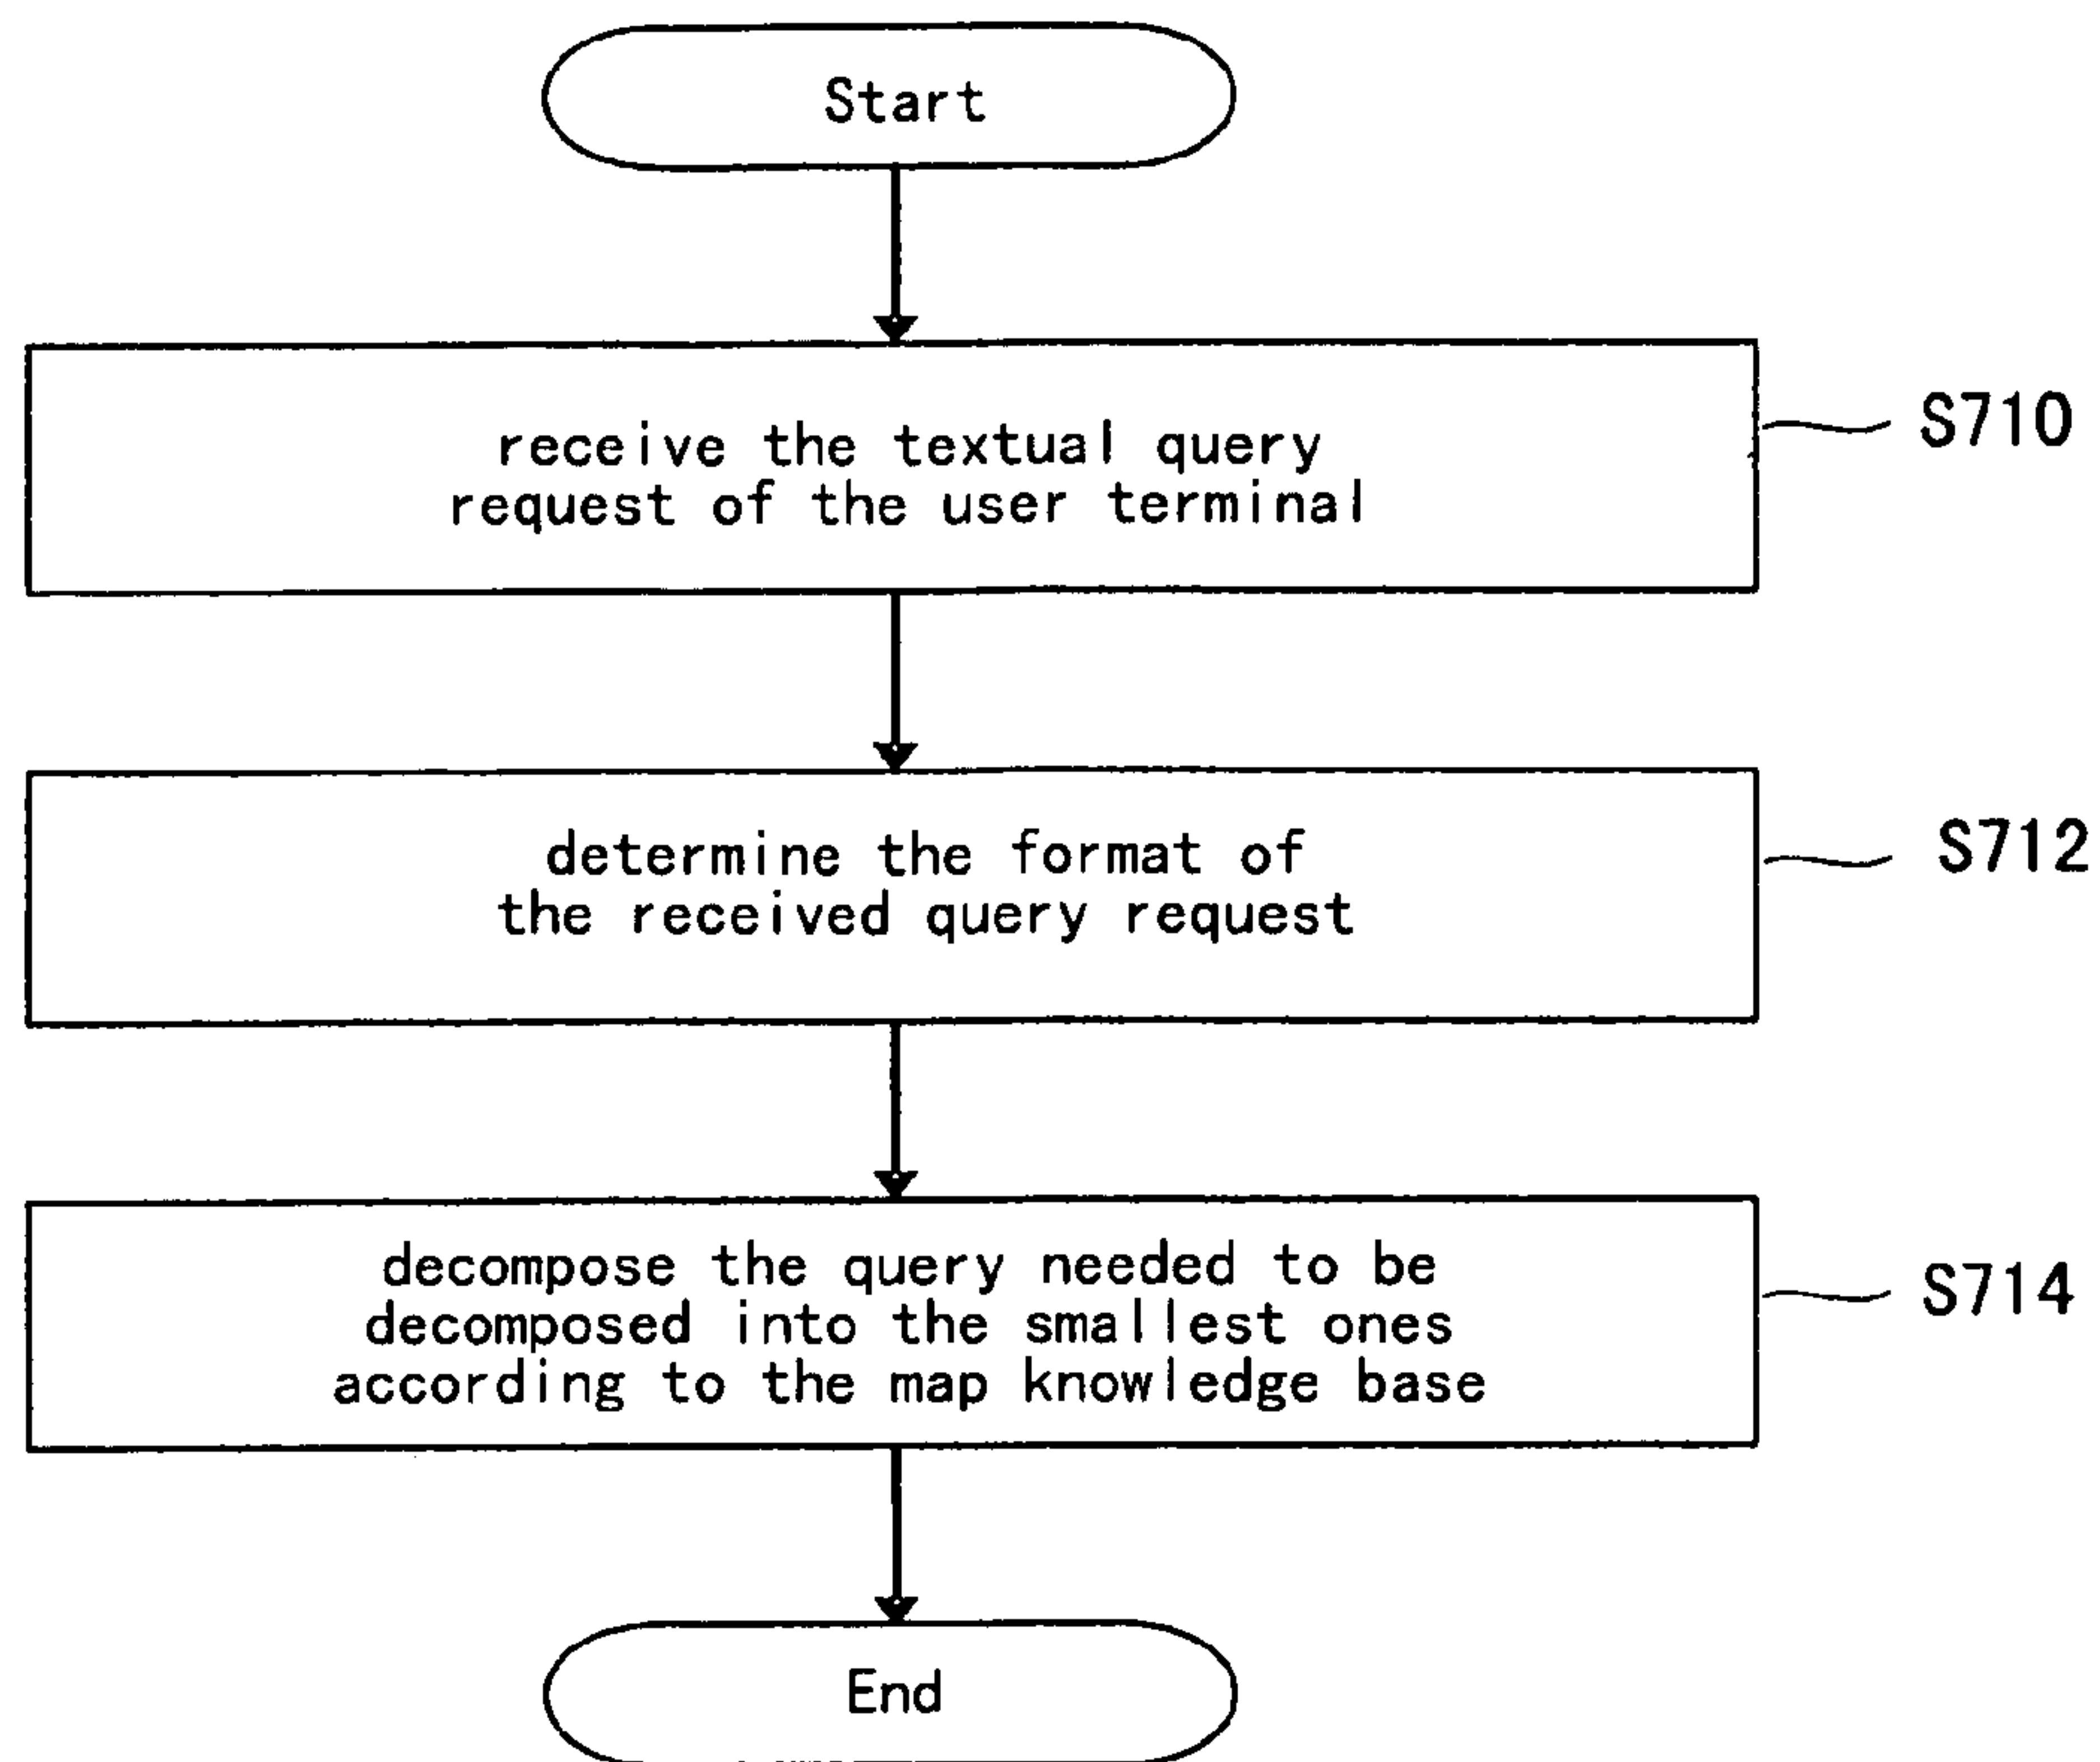 Start
receive the textual query
request of the user terminal
S710
determine the format of
the received query request
S712
decompose the query needed to be
decomposed into the smallest ones
according to the map knowledge base
S714
End